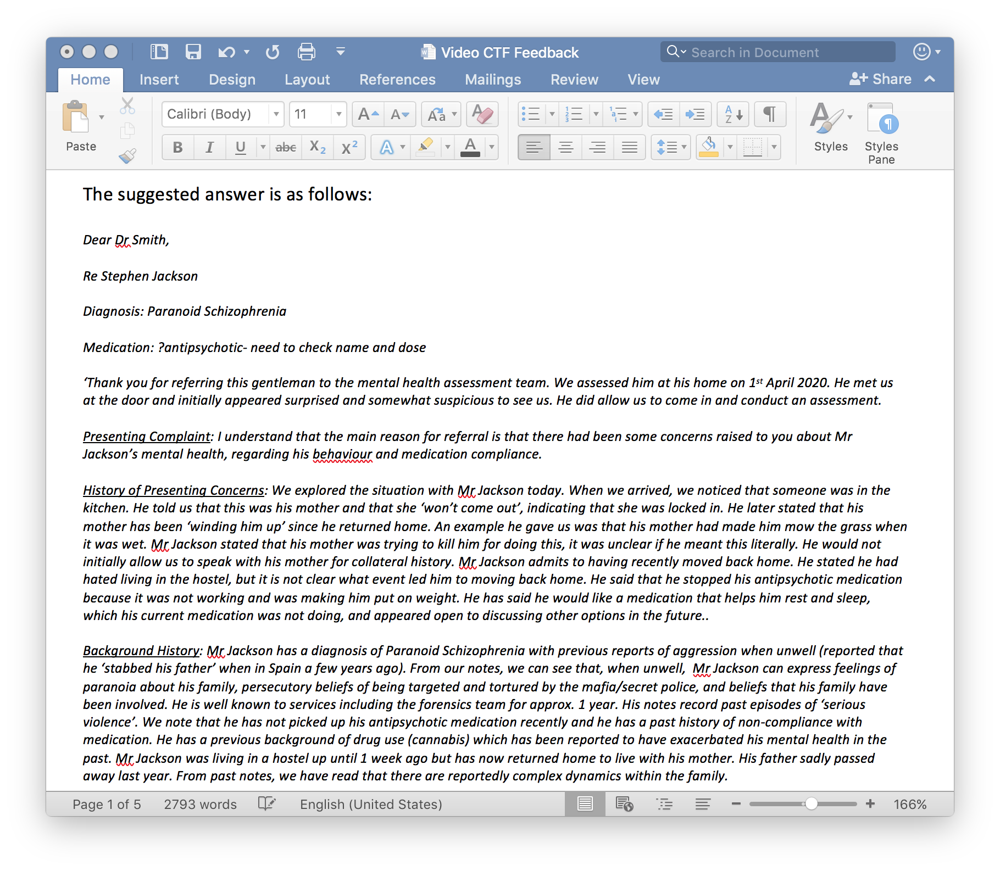 Video CTF Feedback
Search in Document
Home Insert Design Layout References Mailings Review View Share
Paste
Calibri (Body) 11
Styles
Styles Pane
The suggested answer is as follows:
Dear Dr Smith,
Re Stephen Jackson
Diagnosis: Paranoid Schizophrenia
Medication: ?antipsychotic- need to check name and dose
‘Thank you for referring this gentleman to the mental health assessment team. We assessed him at his home on 1st April 2020. He met us
at the door and initially appeared surprised and somewhat suspicious to see us. He did allow us to come in and conduct an assessment.
Presenting Complaint: I understand that the main reason for referral is that there had been some concerns raised to you about Mr
Jackson’s mental health, regarding his behaviour and medication compliance.
History of Presenting Concerns: We explored the situation with Mr Jackson today. When we arrived, we noticed that someone was in the
kitchen. He told us that this was his mother and that she ‘won’t come out’, indicating that she was locked in. He later stated that his
mother has been ‘winding him up’ since he returned home. An example he gave us was that his mother had made him mow the grass when
it was wet. Mr Jackson stated that his mother was trying to kill him for doing this, it was unclear if he meant this literally. He would not
initially allow us to speak with his mother for collateral history. Mr Jackson admits to having recently moved back home. He stated he had
hated living in the hostel, but it is not clear what event led him to moving back home. He said that he stopped his antipsychotic medication
because it was not working and was making him put on weight. He has said he would like a medication that helps him rest and sleep,
which his current medication was not doing, and appeared open to discussing other options in the future..
Background History: Mr Jackson has a diagnosis of Paranoid Schizophrenia with previous reports of aggression when unwell (reported that
he ‘stabbed his father’ when in Spain a few years ago). From our notes, we can see that, when unwell,  Mr Jackson can express feelings of
paranoia about his family, persecutory beliefs of being targeted and tortured by the mafia/secret police, and beliefs that his family have
been involved. He is well known to services including the forensics team for approx. 1 year. His notes record past episodes of ‘serious
violence’. We note that he has not picked up his antipsychotic medication recently and he has a past history of non-compliance with
medication. He has a previous background of drug use (cannabis) which has been reported to have exacerbated his mental health in the
past. Mr Jackson was living in a hostel up until 1 week ago but has now returned home to live with his mother. His father sadly passed
away last year. From past notes, we have read that there are reportedly complex dynamics within the family.
Page 1 of 5 2793 words English (United States) 166%